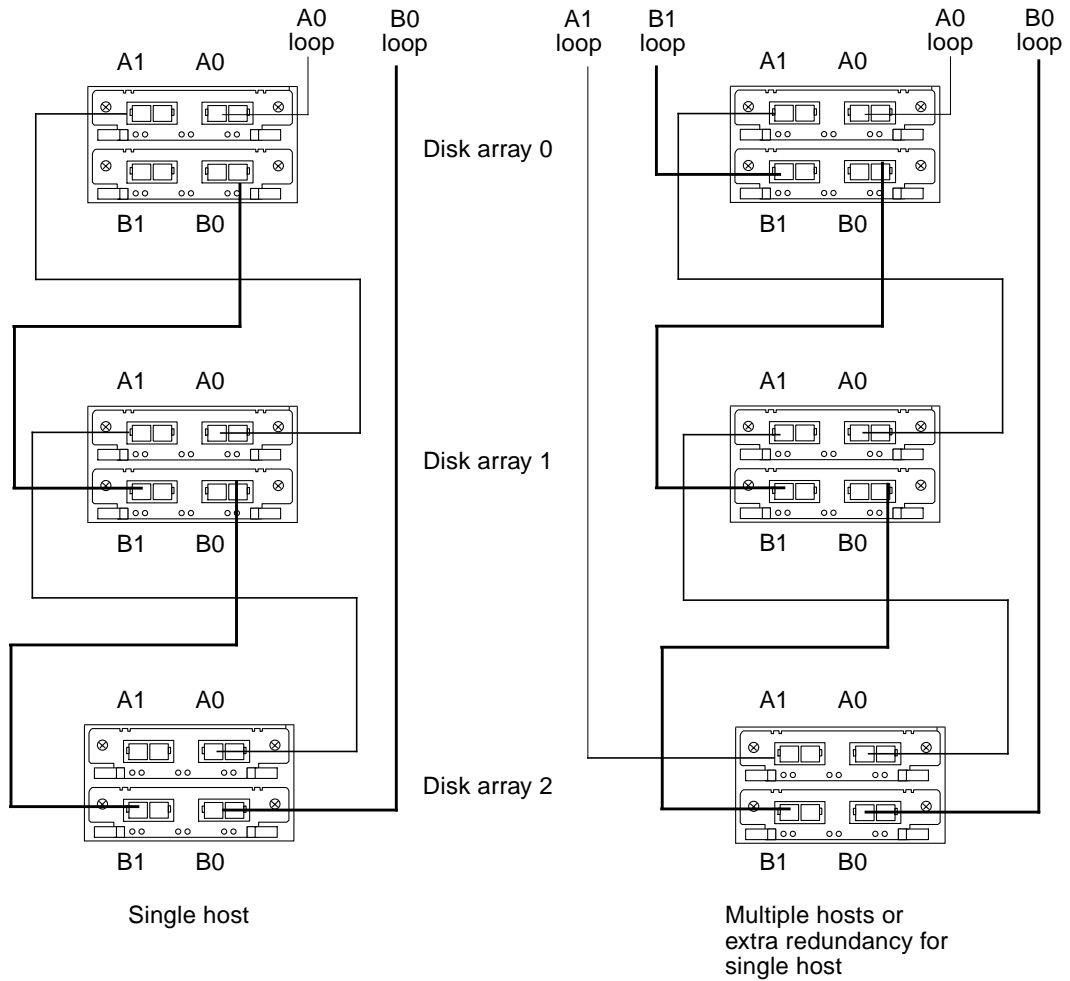 A0 loop
B0 loop
A1 loop
B1 loop
A0 loop
B0 loop
A1 A0
A1 A0
Disk array 0
B1 B0
B1 B0
A1 A0
A1 A0
Disk array 1
B1 B0
B1 B0
A1 A0
A1 A0
Disk array 2
B1 B0
B1 B0
Single host
Multiple hosts or
extra redundancy for
single host